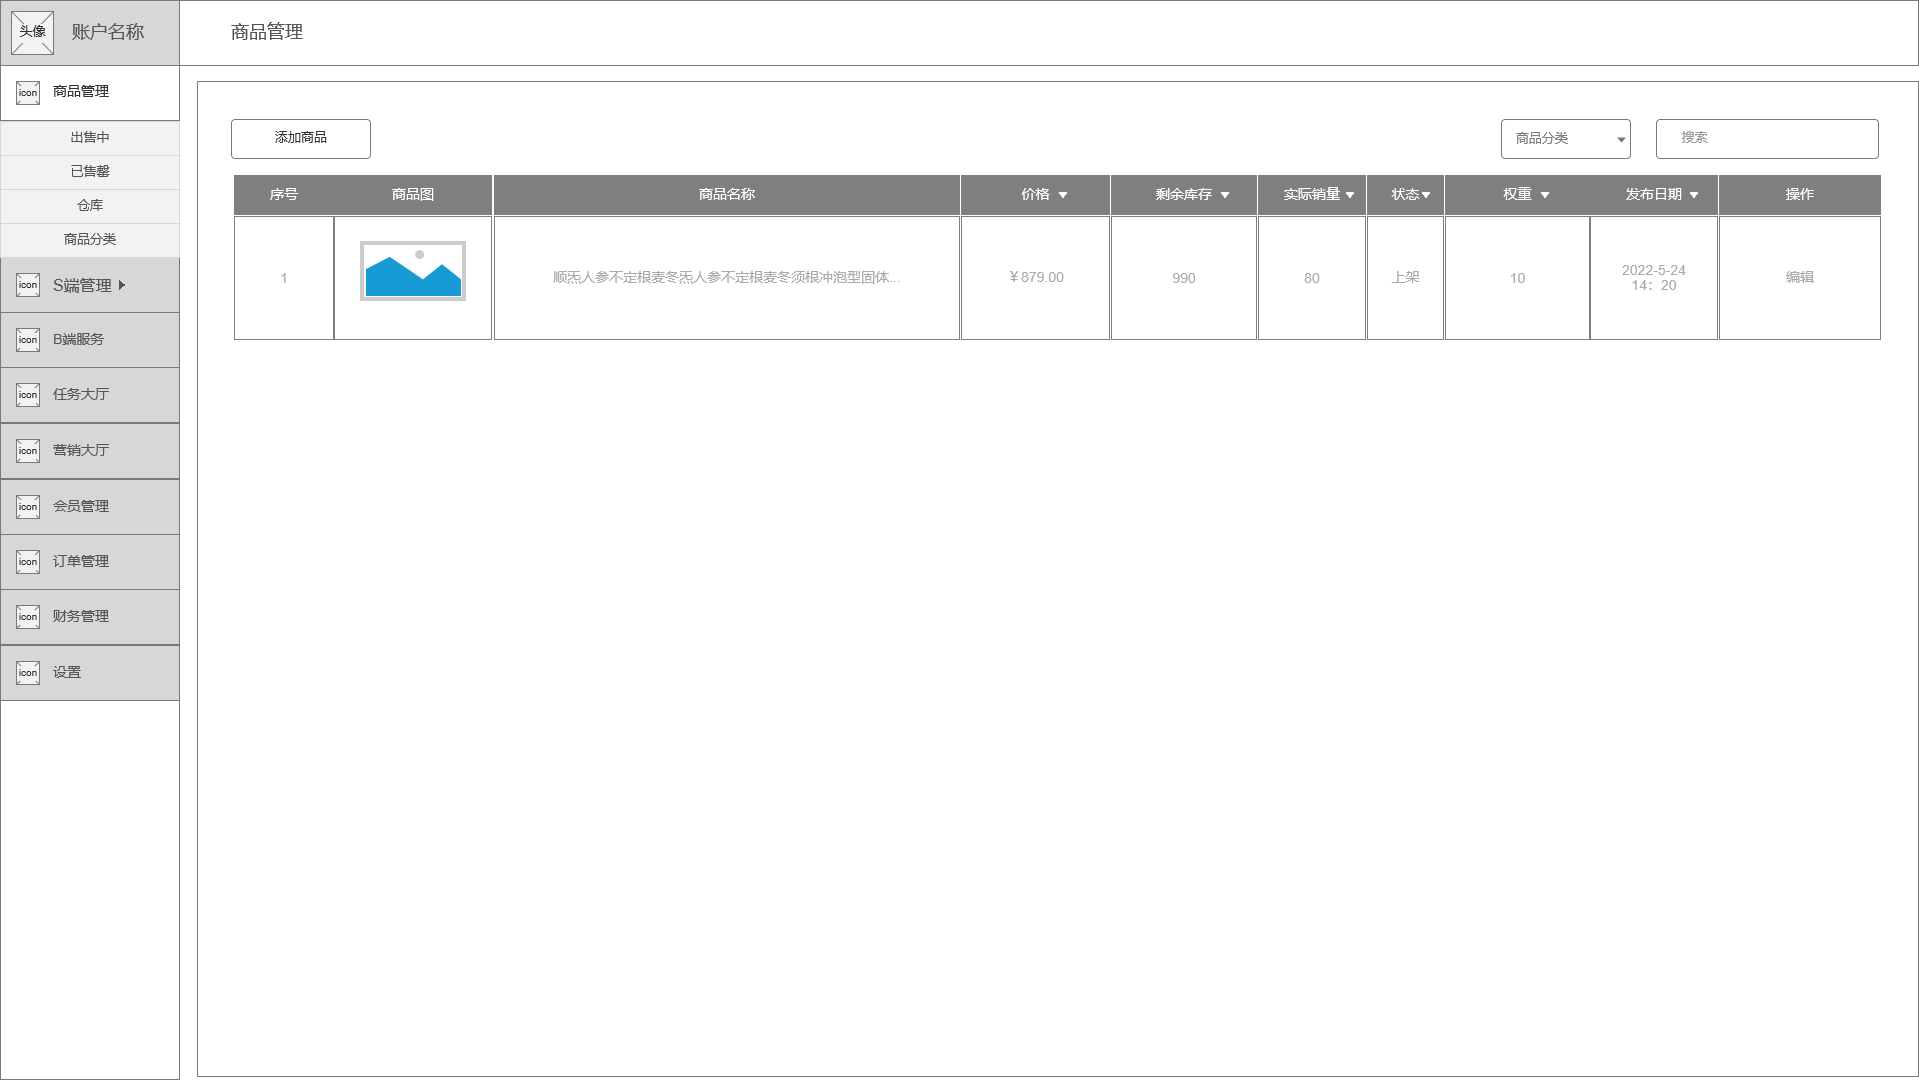 头像
账户名称
商品管理
icon
商品管理
出售中
已售罄
仓库
商品分类
icon
S端管理
icon
B端服务
icon
任务大厅
icon
营销大厅
icon
会员管理
icon
订单管理
icon
财务管理
icon
设置
添加商品
商品分类
搜索
序号 商品图 商品名称 价格 剩余库存 实际销量 状态 权重 发布日期 操作
1 顺炁人参不定根麦冬炁人参不定根麦冬须根冲泡型固体... ￥879.00 990 80 上架 10 2022-5-24
14：20 编辑